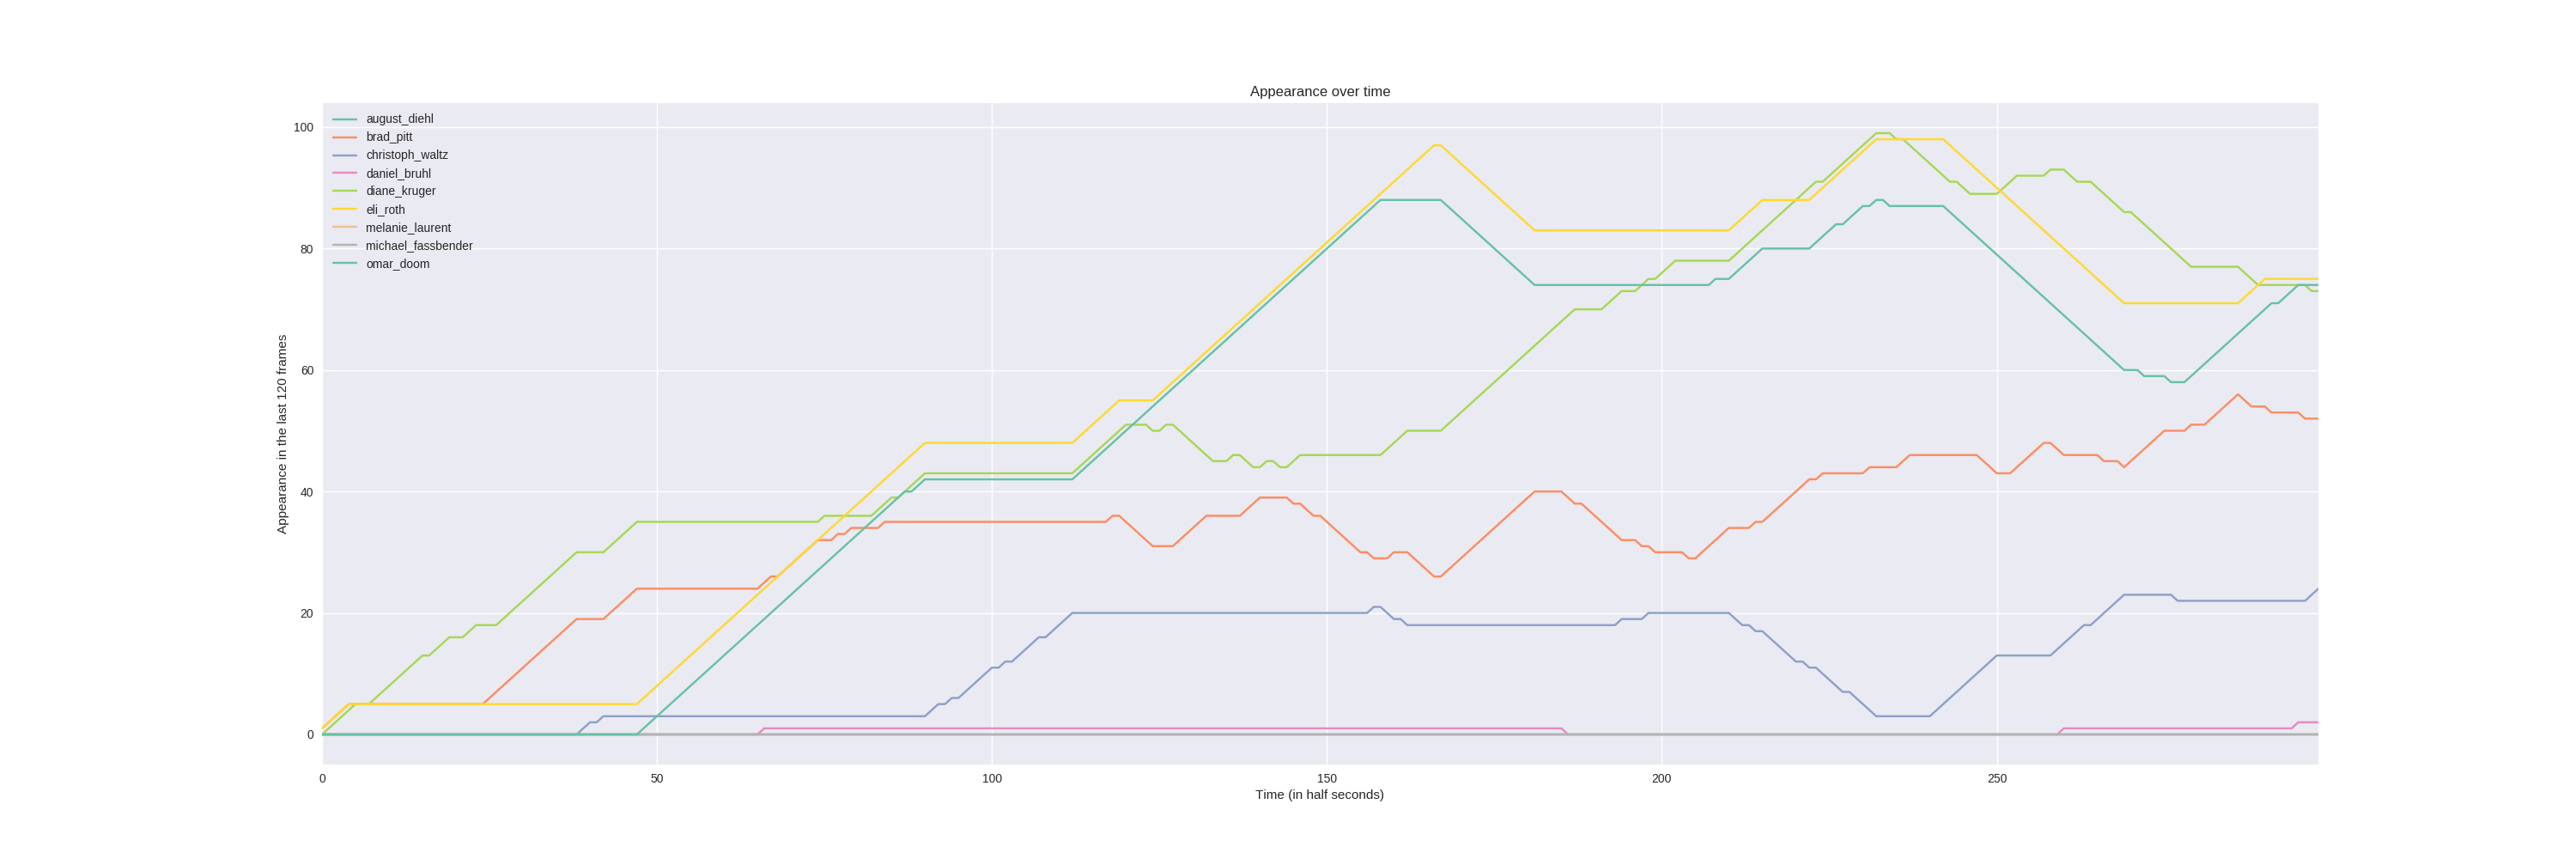 Appearance over time
august_diehl
brad_pitt
christoph_waltz
daniel_bruhl
diane_kruger
eli_roth
melanie_laurent
michael_fassbender
omar_doom
100
80
60
40
20
0
Appearance in the last 120 frames
0 50 100 150 200 250
Time (in half seconds)